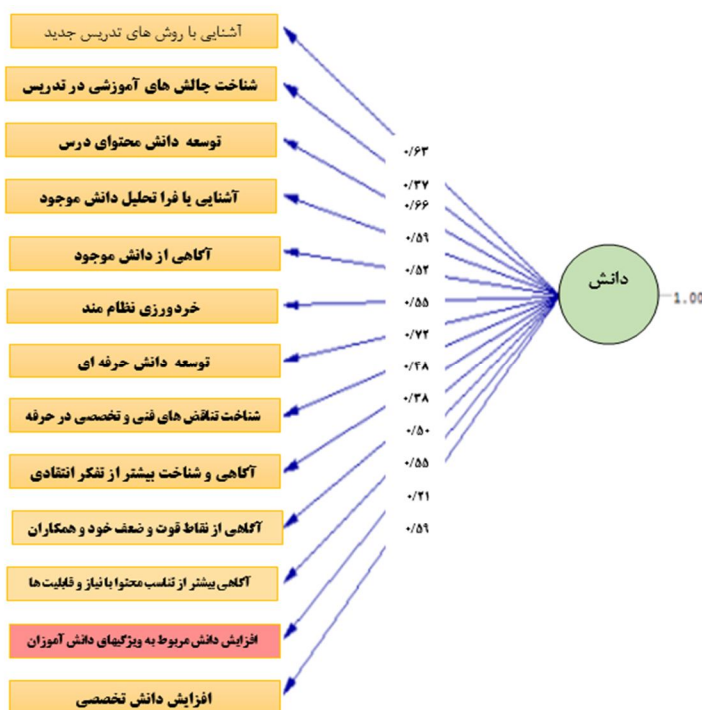 آشنایی با روش های تدریس جدید
شناخت چالش های آموزشی در تدریس
توسعه دانش محتوای درس
آشنایی یا فرا تحلیل دانش موجود
آگاهی از دانش موجود
خردورزی نظام مند
توسعه دانش حرفه ای
شناخت تناقض های فنی و تخصصی در حرفه
آگاهی و شناخت بیشتر از تفکر انتقادی
آگاهی از نقاط قوت و ضعف خود و همکاران
آگاهی بیشتر از تناسب محتوا با نیاز و قابلیت ها
افزایش دانش مربوط به ویژگیهای دانش آموزان
افزایش دانش تخصصی
۰/۶۳
۰/۳۷
۰/۶۶
۰/۵۹
۰/۵۲
۰/۵۵
۰/۷۲
۰/۴۸
۰/۳۸
۰/۵۰
۰/۵۵
۰/۲۱
۰/۵۹
دانش
1.00